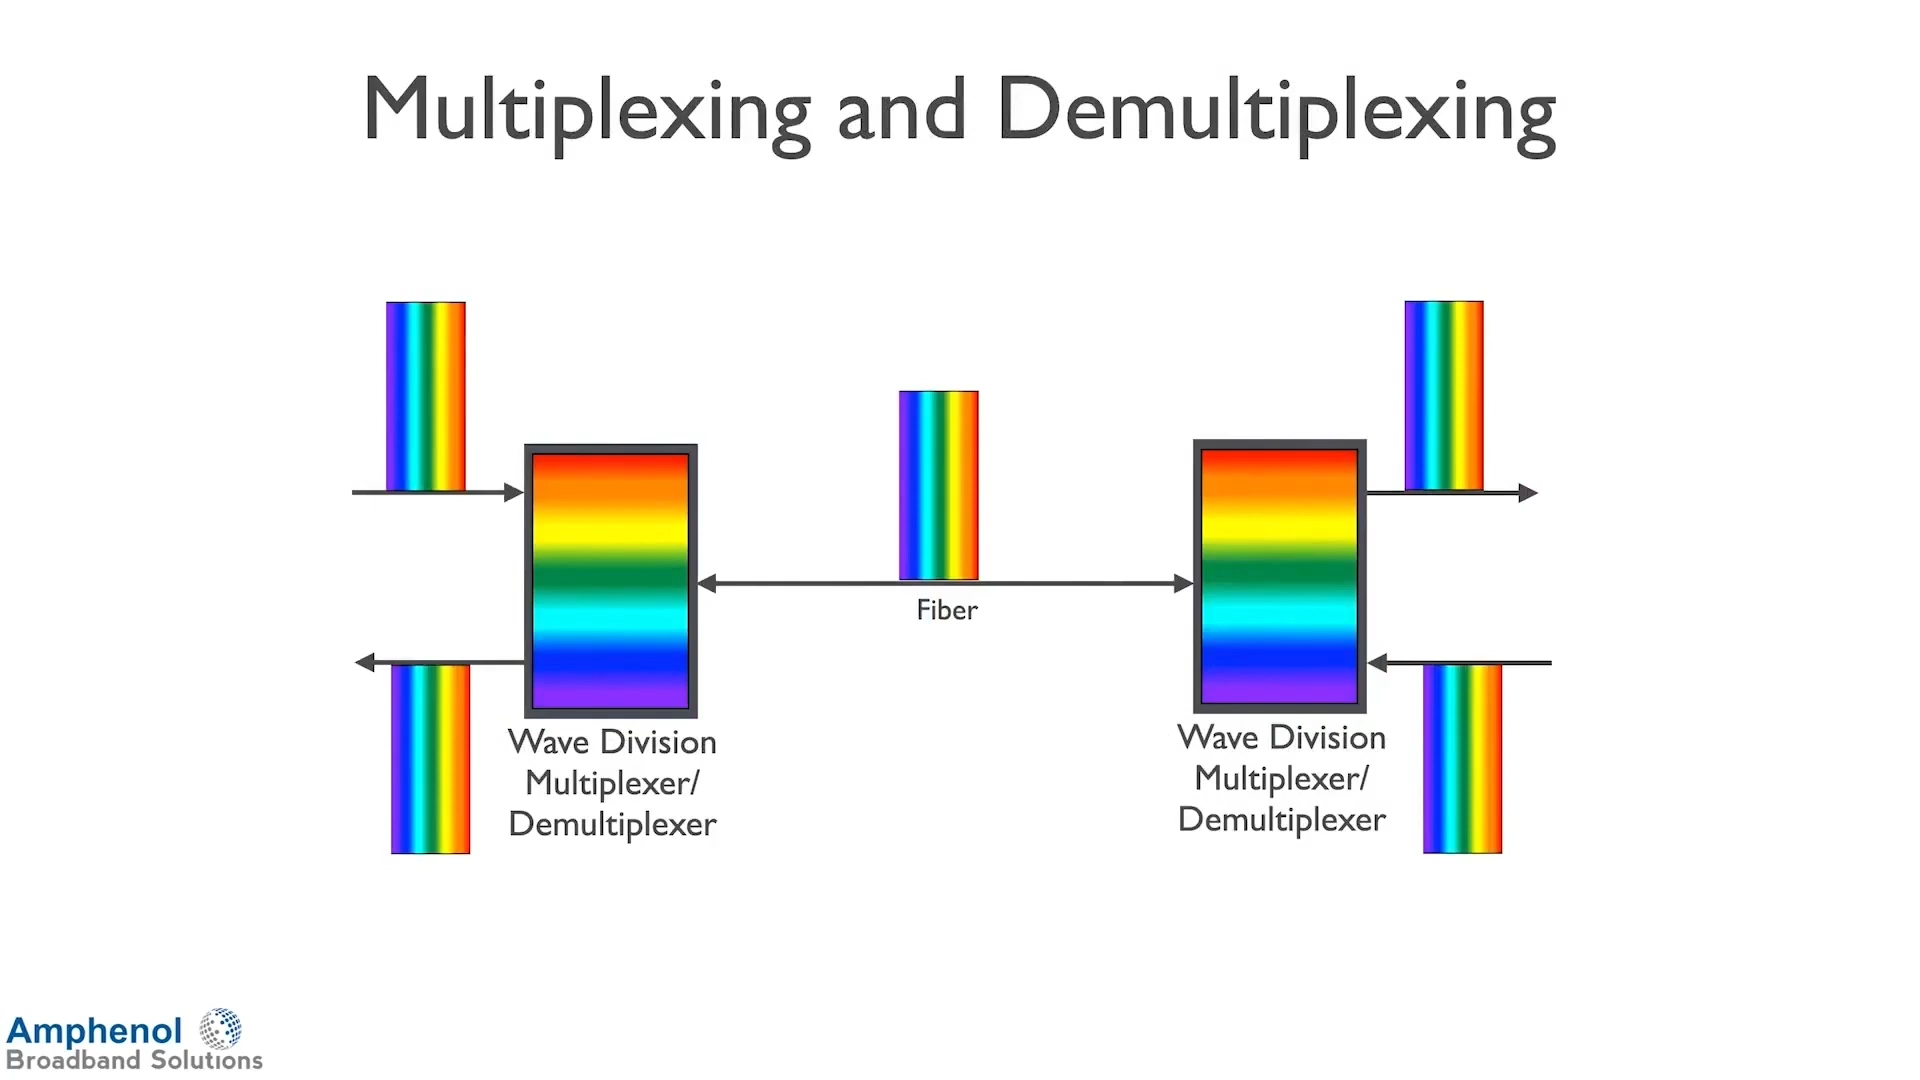 Multiplexing and Demultiplexing
Fiber
Wave Division
Multiplexer/
Demultiplexer
Wave Division
Multiplexer/
Demultiplexer
Amphenol
Broadband Solutions